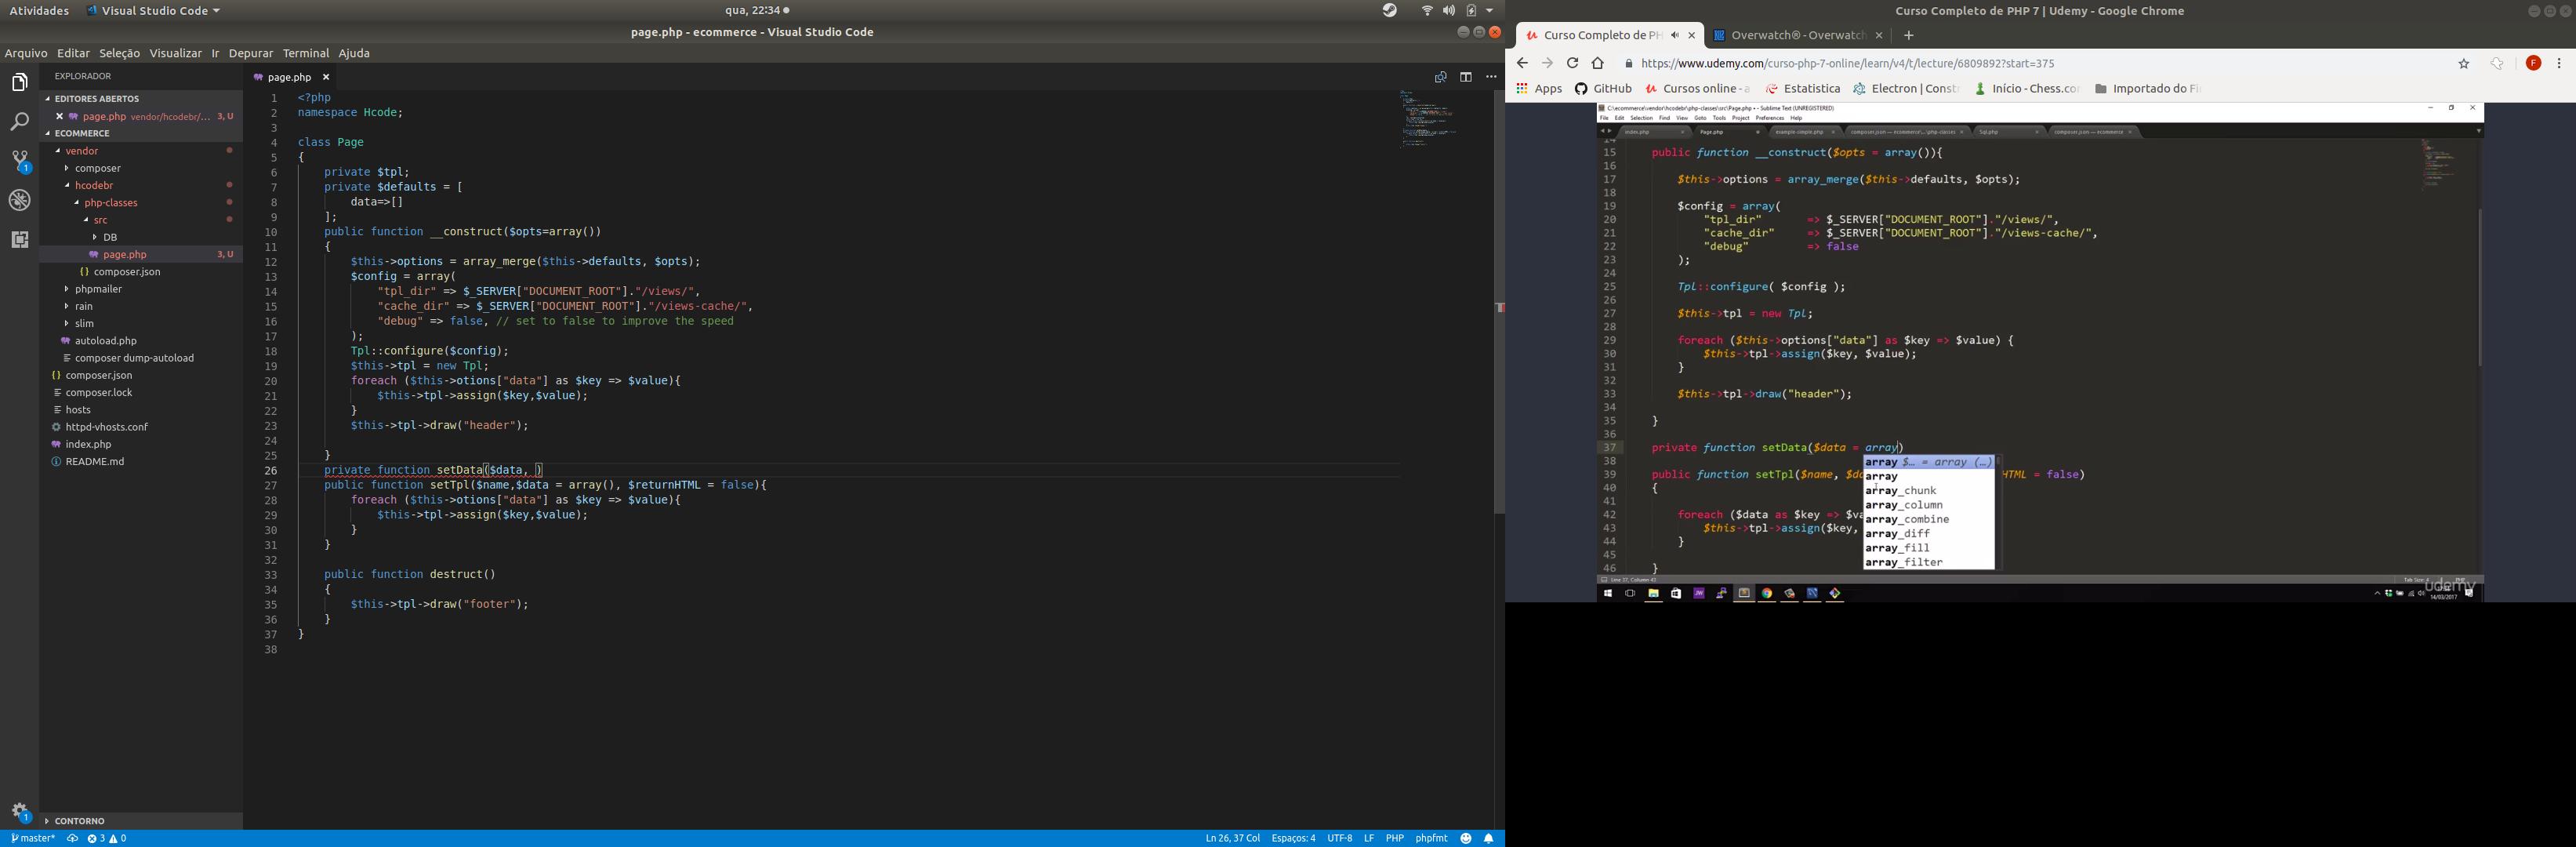 Atividades Visual Studio Code qua, 22:34
page.php - ecommerce - Visual Studio Code
Arquivo Editar Seleção Visualizar Ir Depurar Terminal Ajuda
EXPLORADOR
EDITORES ABERTOS
page.php vendor/hcodebr/... 3, U
ECOMMERCE
vendor
composer
hcodebr
php-classes
src
DB
page.php 3, U
composer.json
phpmailer
rain
slim
autoload.php
composer dump-autoload
composer.json
composer.lock
hosts
httpd-vhosts.conf
index.php
README.md
CONTORNO
page.php
1 <?php
2 namespace Hcode;
3
4 class Page
5 {
6 private $tpl;
7 private $defaults = [
8 data=>[]
9 ];
10 public function __construct($opts=array())
11 {
12 $this->options = array_merge($this->defaults, $opts);
13 $config = array(
14 "tpl_dir" => $_SERVER["DOCUMENT_ROOT"]."/views/",
15 "cache_dir" => $_SERVER["DOCUMENT_ROOT"]."/views-cache/",
16 "debug" => false, // set to false to improve the speed
17 );
18 Tpl::configure($config);
19 $this->tpl = new Tpl;
20 foreach ($this->otions["data"] as $key => $value){
21 $this->tpl->assign($key,$value);
22 }
23 $this->tpl->draw("header");
24
25 }
26 private function setData($data, )
27 public function setTpl($name,$data = array(), $returnHTML = false){
28 foreach ($this->otions["data"] as $key => $value){
29 $this->tpl->assign($key,$value);
30 }
31 }
32
33 public function destruct()
34 {
35 $this->tpl->draw("footer");
36 }
37 }
38
master* 3 0 Ln 26, 37 Col Espaços: 4 UTF-8 LF PHP phpfmt
Curso Completo de PHP 7 | Udemy - Google Chrome
Curso Completo de PH Overwatch® - Overwatch
https://www.udemy.com/curso-php-7-online/learn/v4/t/lecture/6809892?start=375
Apps GitHub Cursos online - a Estatistica Electron | Const Início - Chess.co Importado do Fi
C:\ecommerce\vendor\hcodebr\php-classes\src\Page.php • - Sublime Text (UNREGISTERED)
File Edit Selection Find View Goto Tools Project Preferences Help
index.php Page.php example-simple.php composer.json — ecommerce\...\php-classes Sql.php composer.json — ecommerce
14
15 public function __construct($opts = array()){
16
17 $this->options = array_merge($this->defaults, $opts);
18
19 $config = array(
20 "tpl_dir" => $_SERVER["DOCUMENT_ROOT"]."/views/",
21 "cache_dir" => $_SERVER["DOCUMENT_ROOT"]."/views-cache/",
22 "debug" => false
23 );
24
25 Tpl::configure( $config );
26
27 $this->tpl = new Tpl;
28
29 foreach ($this->options["data"] as $key => $value) {
30 $this->tpl->assign($key, $value);
31 }
32
33 $this->tpl->draw("header");
34
35 }
36
37 private function setData($data = array)
38
39 public function setTpl($name, $da HTML = false)
40 {
41
42 foreach ($data as $key => $va
43 $this->tpl->assign($key,
44 }
45
46 }
array $... = array (...)
array
array_chunk
array_column
array_combine
array_diff
array_fill
array_filter
Line 37, Column 41
udemy
14/03/2017